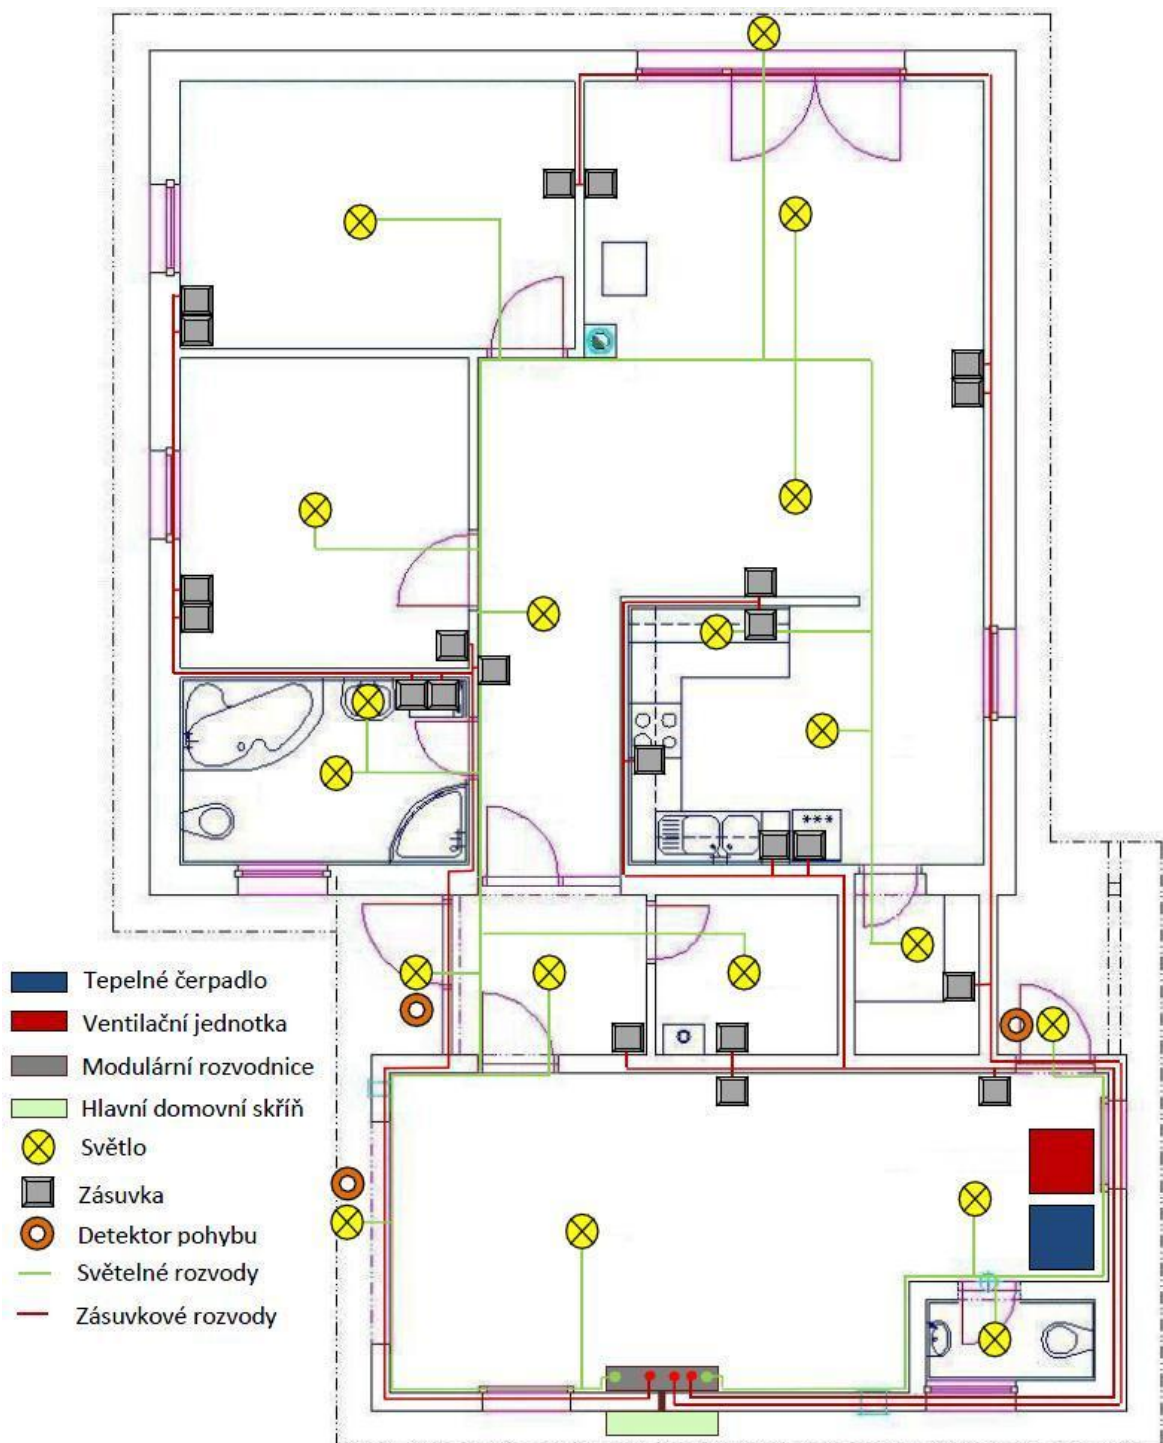 Tepelné čerpadlo
Ventilační jednotka
Modulární rozvodnice
Hlavní domovní skříň
Světlo
Zásuvka
Detektor pohybu
Světelné rozvody
Zásuvkové rozvody